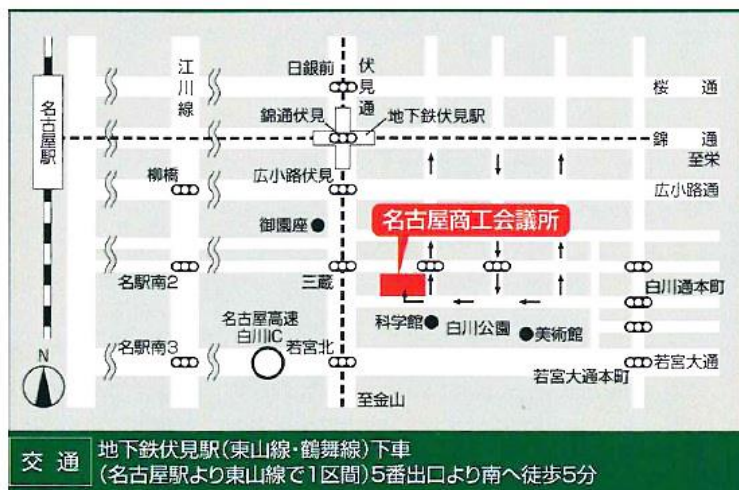 日銀前
伏見通
江川線
桜通
名古屋駅
錦通伏見
地下鉄伏見駅
錦通
至栄
柳橋
広小路伏見
広小路通
御園座
名古屋商工会議所
名駅南2
三蔵
白川通本町
名古屋高速
白川IC
科学館
白川公園
美術館
名駅南3
若宮北
若宮大通
若宮大通本町
N
至金山
交通
地下鉄伏見駅(東山線・鶴舞線)下車
(名古屋駅より東山線で1区間)5番出口より南へ徒歩5分